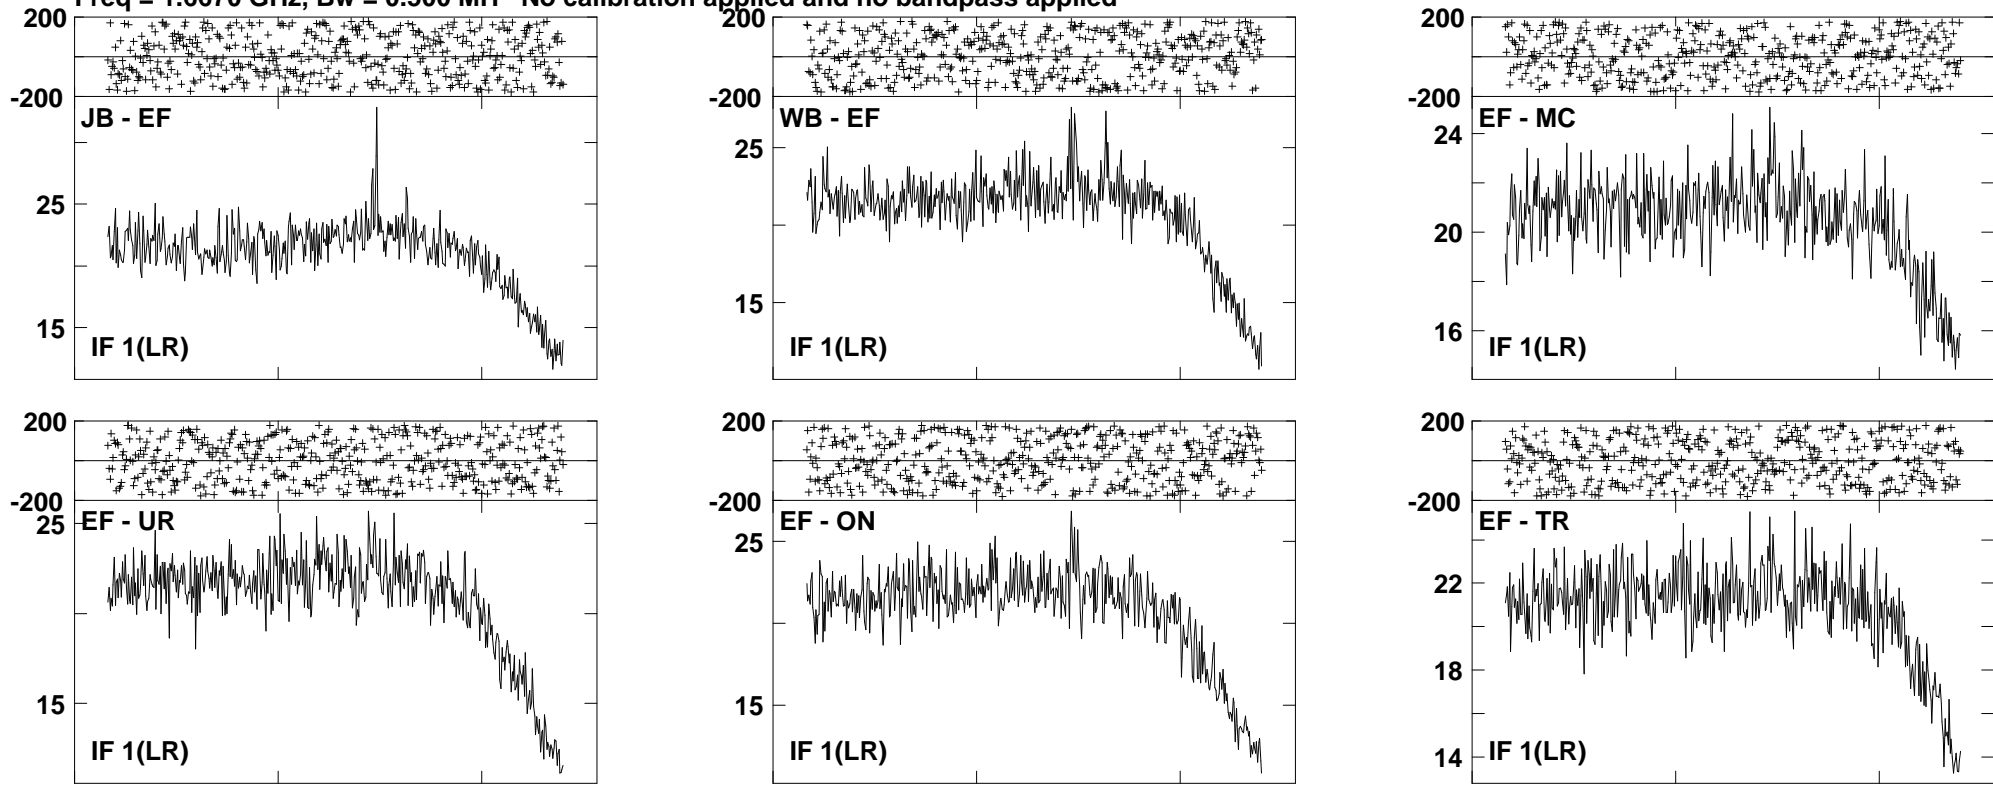 No calibration applied and no bandpass applied
200
-200
JB - EF
25
15
IF 1(LR)
200
-200
WB - EF
25
15
IF 1(LR)
200
-200
EF - MC
24
20
16
IF 1(LR)
200
-200
EF - UR
25
15
IF 1(LR)
200
-200
EF - ON
25
15
IF 1(LR)
200
-200
EF - TR
22
18
14
IF 1(LR)